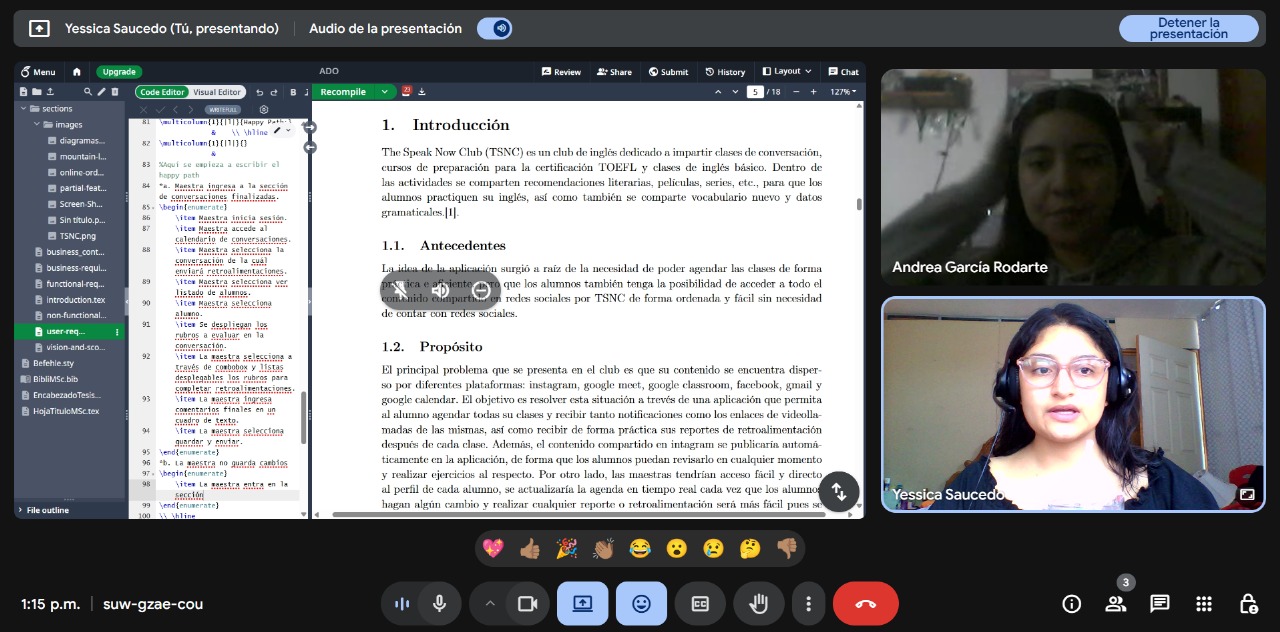 Yessica Saucedo (Tú, presentando)
Audio de la presentación
Detener la
presentación
Menu
Upgrade
ADO
Review
Share
Submit
History
Layout
Chat
Code Editor
Visual Editor
B
Recompile
23
5 / 18
127%
WRITEFULL
sections
images
diagramas...
mountain-l...
online-ord...
partial-feat...
Screen-Sh...
Sin título.p...
TSNC.png
business_cont...
business-requi...
functional-req...
introduction.tex
non-functional...
user-req...
vision-and-sco...
Befehle.sty
BibliMSc.bib
EncabezadoTesis...
HojaTituloMSc.tex
File outline
81 \multicolumn{1}{|l|}{Happy Path:}
& \\ \hline
82 \multicolumn{1}{|l|}{}
&
83 %Aquí se empieza a escribir el
happy path
84 *a. Maestra ingresa a la sección
de conversaciones finalizadas.
85 \begin{enumerate}
86 \item Maestra inicia sesión.
87 \item Maestra accede al
calendario de conversaciones.
88 \item Maestra selecciona la
conversación de la cuál
enviará retroalimentaciones.
89 \item Maestra selecciona ver
listado de alumnos.
90 \item Maestra selecciona
alumno.
91 \item Se despliegan los
rubros a evaluar en la
conversación.
92 \item La maestra selecciona a
través de combobox y listas
desplegables los rubros para
completar retroalimentaciones.
93 \item La maestra ingresa
comentarios finales en un
cuadro de texto.
94 \item La maestra selecciona
guardar y enviar.
95 \end{enumerate}
96 *b. La maestra no guarda cambios
97 \begin{enumerate}
98 \item La maestra entra en la
sección
99 \end{enumerate}
100 \\ \hline
1. Introducción
The Speak Now Club (TSNC) es un club de inglés dedicado a impartir clases de conversación,
cursos de preparación para la certificación TOEFL y clases de inglés básico. Dentro de
las actividades se comparten recomendaciones literarias, películas, series, etc., para que los
alumnos practiquen su inglés, así como también se comparte vocabulario nuevo y datos
gramaticales.[1].
1.1. Antecedentes
La idea de la aplicación surgió a raíz de la necesidad de poder agendar las clases de forma
práctica e eficiente, para que los alumnos también tenga la posibilidad de acceder a todo el
contenido compartido en redes sociales por TSNC de forma ordenada y fácil sin necesidad
de contar con redes sociales.
1.2. Propósito
El principal problema que se presenta en el club es que su contenido se encuentra disper-
so por diferentes plataformas: instagram, google meet, google classroom, facebook, gmail y
google calendar. El objetivo es resolver esta situación a trevés de una aplicación que permita
al alumno agendar todas su clases y recibir tanto notificaciones como los enlaces de videolla-
madas de las mismas, así como recibir de forma práctica sus reportes de retroalimentación
después de cada clase. Además, el contenido compartido en intagram se publicaría automá-
ticamente en la aplicación, de forma que los alumnos puedan revisarlo en cualquier momento
y realizar ejercicios al respecto. Por otro lado, las maestras tendrían acceso fácil y directo
al perfil de cada alumno, se actualizaría la agenda en tiempo real cada vez que los alumnos
hagan algún cambio y realizar cualquier reporte o retroalimentación será más fácil pues se
Andrea García Rodarte
Yessica Saucedo
1:15 p.m. | suw-gzae-cou
3